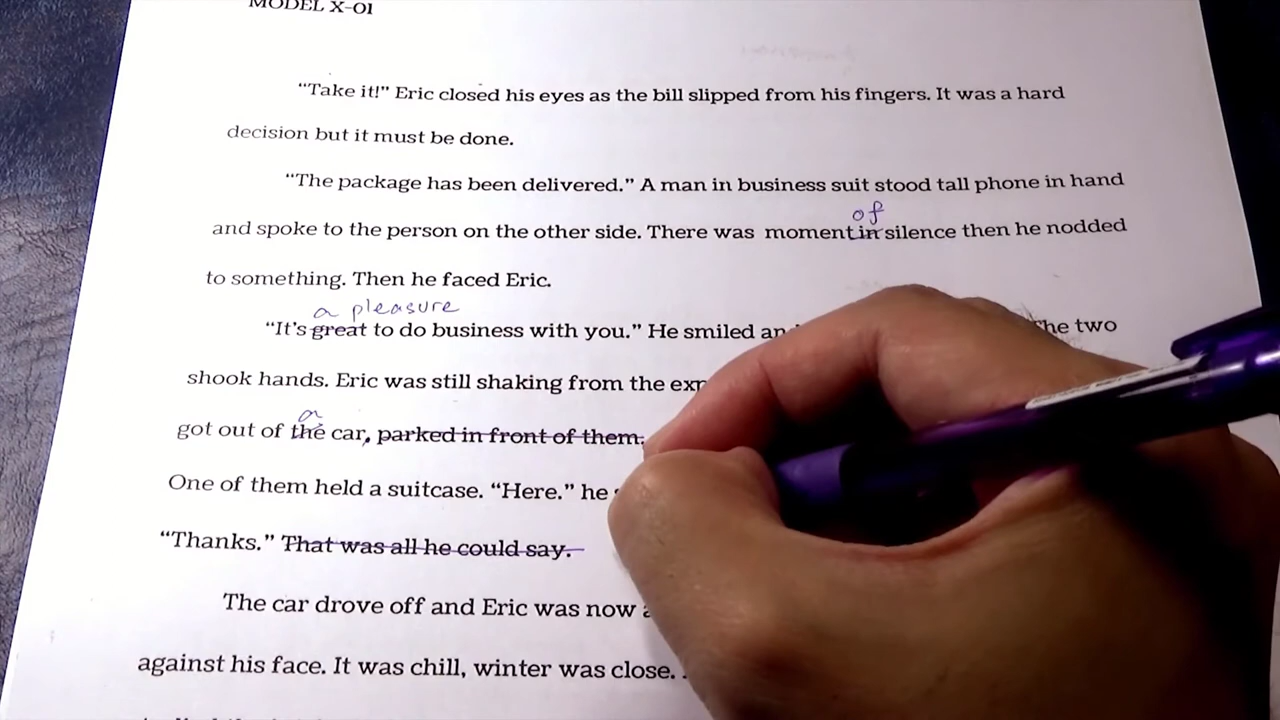 MODEL X-01
“Take it!” Eric closed his eyes as the bill slipped from his fingers. It was a hard
decision but it must be done.
“The package has been delivered.” A man in business suit stood tall phone in hand
of
and spoke to the person on the other side. There was moment in silence then he nodded
to something. Then he faced Eric.
a pleasure
“It’s great to do business with you.” He smiled The two
shook hands. Eric was still shaking from the
a
got out of the car, parked in front of them.
One of them held a suitcase. “Here.” he
“Thanks.” That was all he could say.
The car drove off and Eric was now
against his face. It was chill, winter was close.